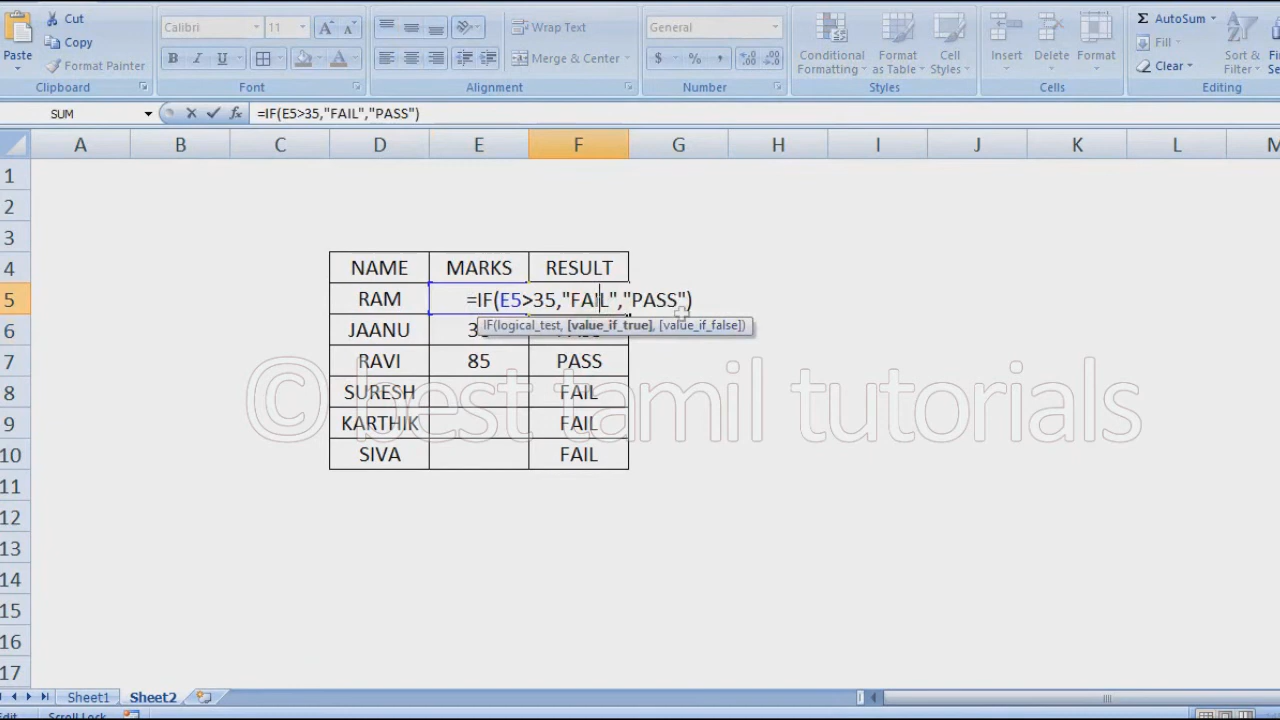 Cut
Calibri
11
Wrap Text
General
AutoSum
Copy
Fill
Paste
Format Painter
B I U
Merge & Center
$ % ,
Conditional Formatting
Format as Table
Cell Styles
Insert
Delete
Format
Clear
Sort &
Filter
Clipboard
Font
Alignment
Number
Styles
Cells
Editing
SUM
fx
=IF(E5>35,"FAIL","PASS")
A B C D E F G H I J K L M
1
2
3
4 NAME MARKS RESULT
5 RAM =IF(E5>35,"FAIL","PASS")
IF(logical_test, [value_if_true], [value_if_false])
6 JAANU
7 RAVI 85 PASS
8 SURESH FAIL
© best tamil tutorials
9 KARTHIK FAIL
10 SIVA FAIL
11
12
13
14
15
16
17
Sheet1
Sheet2
Scroll Lock